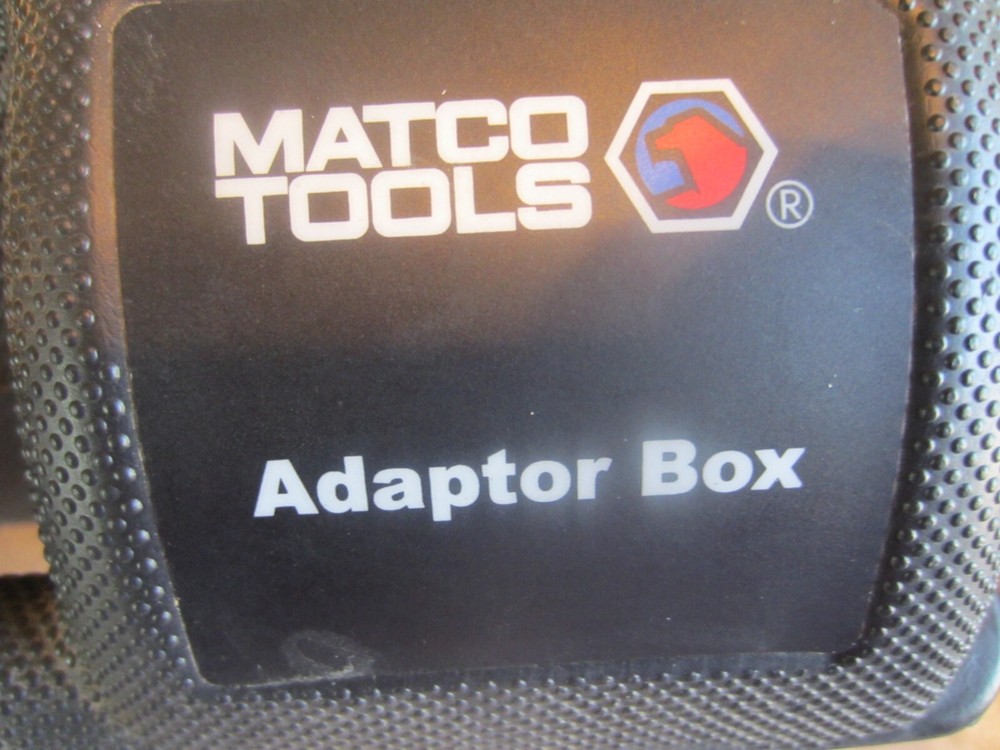 MATCO
TOOLS ®
Adaptor Box